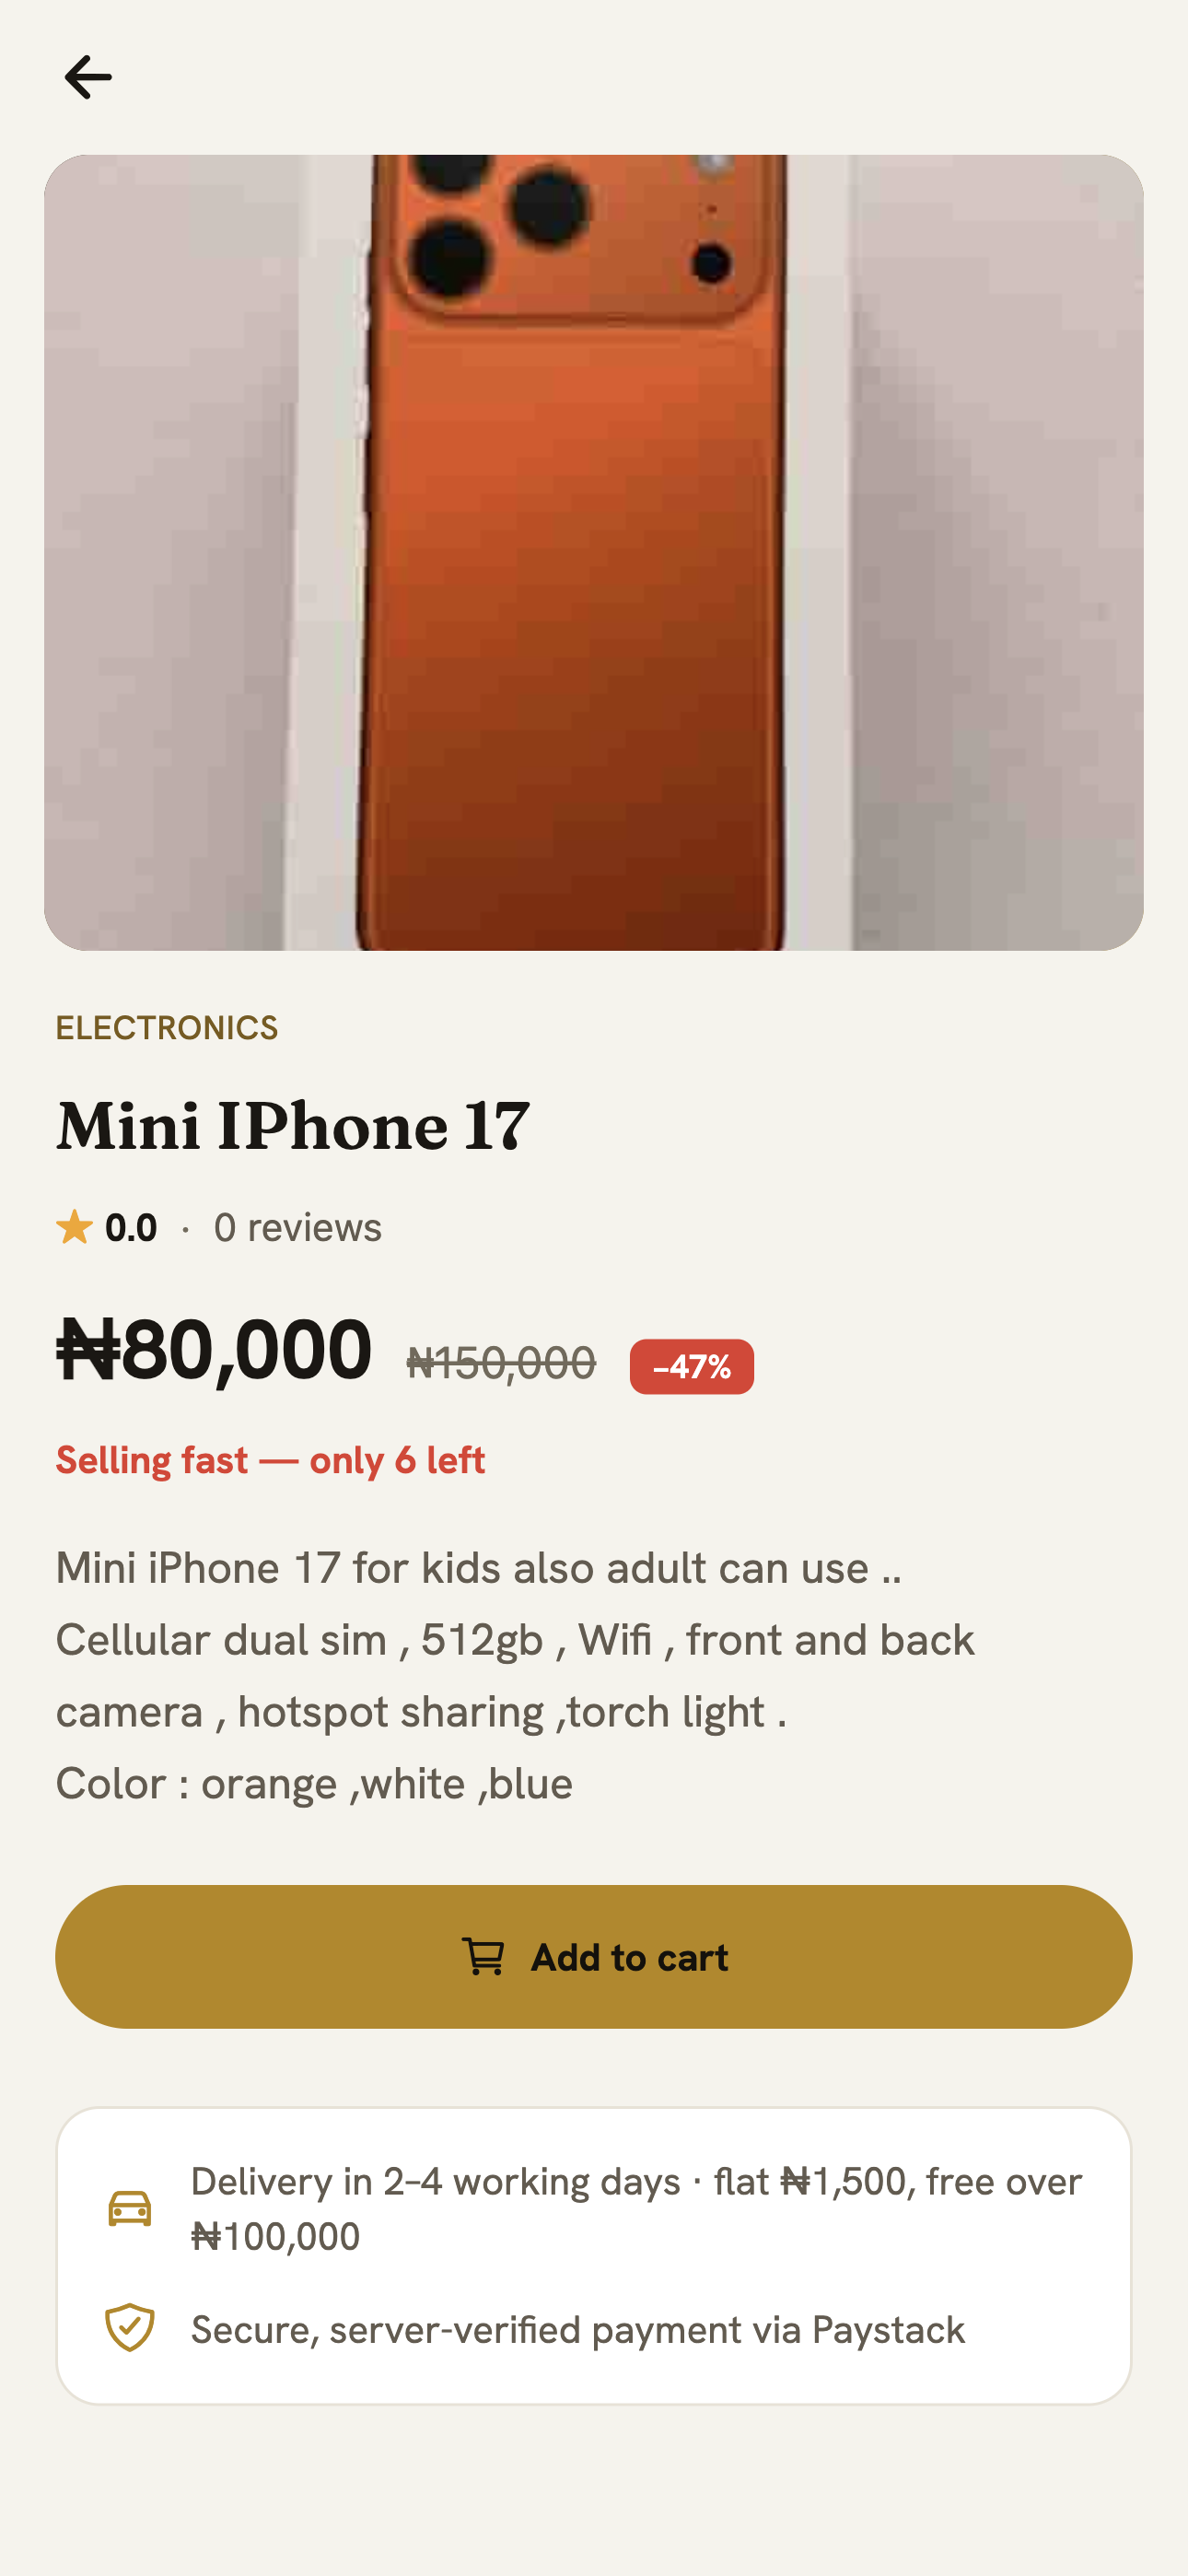 ELECTRONICS
Mini IPhone 17
0.0 · 0 reviews
₦80,000 ₦150,000 −47%
Selling fast — only 6 left
Mini iPhone 17 for kids also adult can use ..
Cellular dual sim , 512gb , Wifi , front and back
camera , hotspot sharing ,torch light .
Color : orange ,white ,blue
Add to cart
Delivery in 2–4 working days · flat ₦1,500, free over
₦100,000
Secure, server-verified payment via Paystack